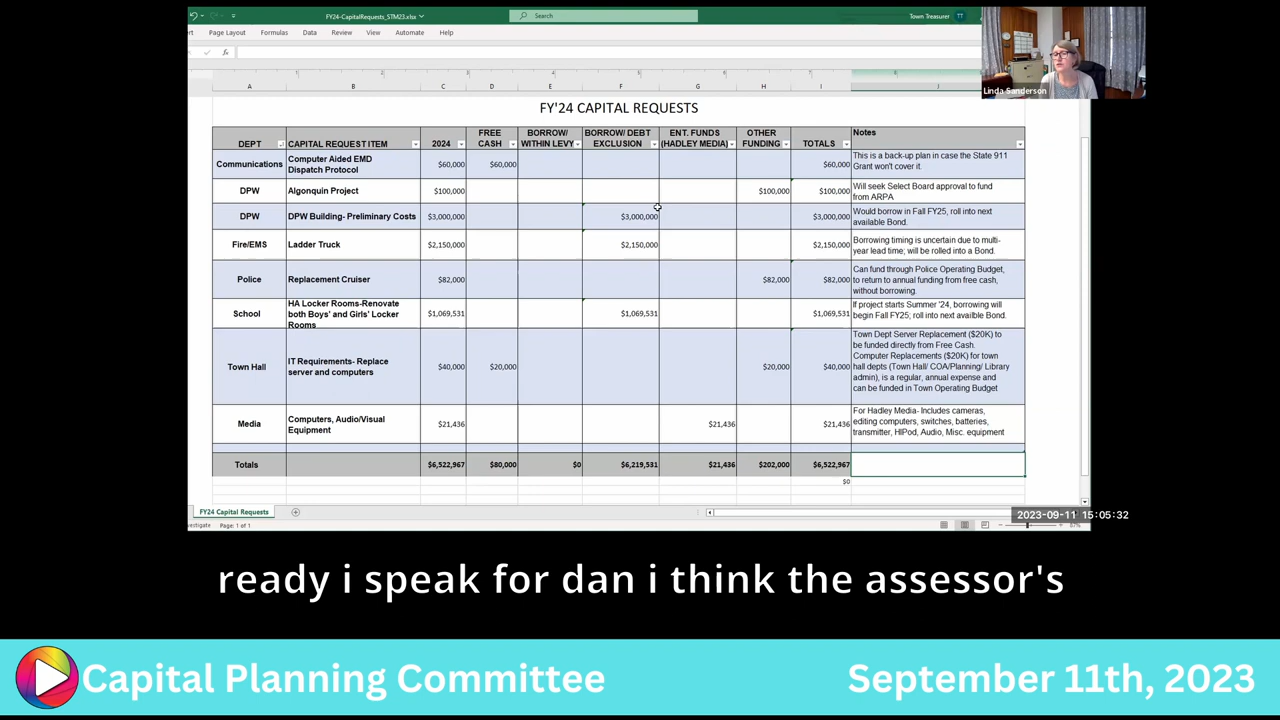 FY24-CapitalRequests_STM23.xlsx
Search
Town Treasurer
TT
Page Layout Formulas Data Review View Automate Help
fx
A B C D E F G H I J
FY'24 CAPITAL REQUESTS
DEPT CAPITAL REQUEST ITEM 2024 FREE CASH BORROW/ WITHIN LEVY BORROW/ DEBT EXCLUSION ENT. FUNDS (HADLEY MEDIA) OTHER FUNDING TOTALS Notes
Communications Computer Aided EMD Dispatch Protocol $60,000 $60,000 $60,000 This is a back-up plan in case the State 911 Grant won't cover it.
DPW Algonquin Project $100,000 $100,000 $100,000 Will seek Select Board approval to fund from ARPA
DPW DPW Building- Preliminary Costs $3,000,000 $3,000,000 $3,000,000 Would borrow in Fall FY25, roll into next available Bond.
Fire/EMS Ladder Truck $2,150,000 $2,150,000 $2,150,000 Borrowing timing is uncertain due to multi-year lead time; will be rolled into a Bond.
Police Replacement Cruiser $82,000 $82,000 $82,000 Can fund through Police Operating Budget, to return to annual funding from free cash, without borrowing.
School HA Locker Rooms-Renovate both Boys' and Girls' Locker Rooms $1,069,531 $1,069,531 $1,069,531 If project starts Summer '24, borrowing will begin Fall FY25; roll into next availble Bond.
Town Hall IT Requirements- Replace server and computers $40,000 $20,000 $20,000 $40,000 Town Dept Server Replacement ($20K) to be funded directly from Free Cash. Computer Replacements ($20K) for town hall depts (Town Hall/ COA/Planning/ Library admin), is a regular, annual expense and can be funded in Town Operating Budget
Media Computers, Audio/Visual Equipment $21,436 $21,436 $21,436 For Hadley Media- Includes cameras, editing computers, switches, batteries, transmitter, HIPod, Audio, Misc. equipment
Totals $6,522,967 $80,000 $0 $6,219,531 $21,436 $202,000 $6,522,967
$0
FY24 Capital Requests
Page: 1 of 1
Linda Sanderson
2023-09-11 15:05:32
ready i speak for dan i think the assessor's
Capital Planning Committee
September 11th, 2023